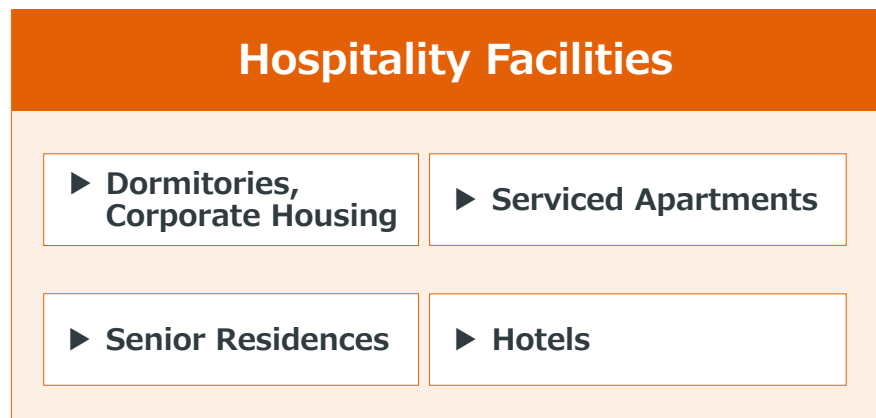 Hospitality Facilities
▶ Dormitories,
Corporate Housing
▶ Serviced Apartments
▶ Senior Residences
▶ Hotels